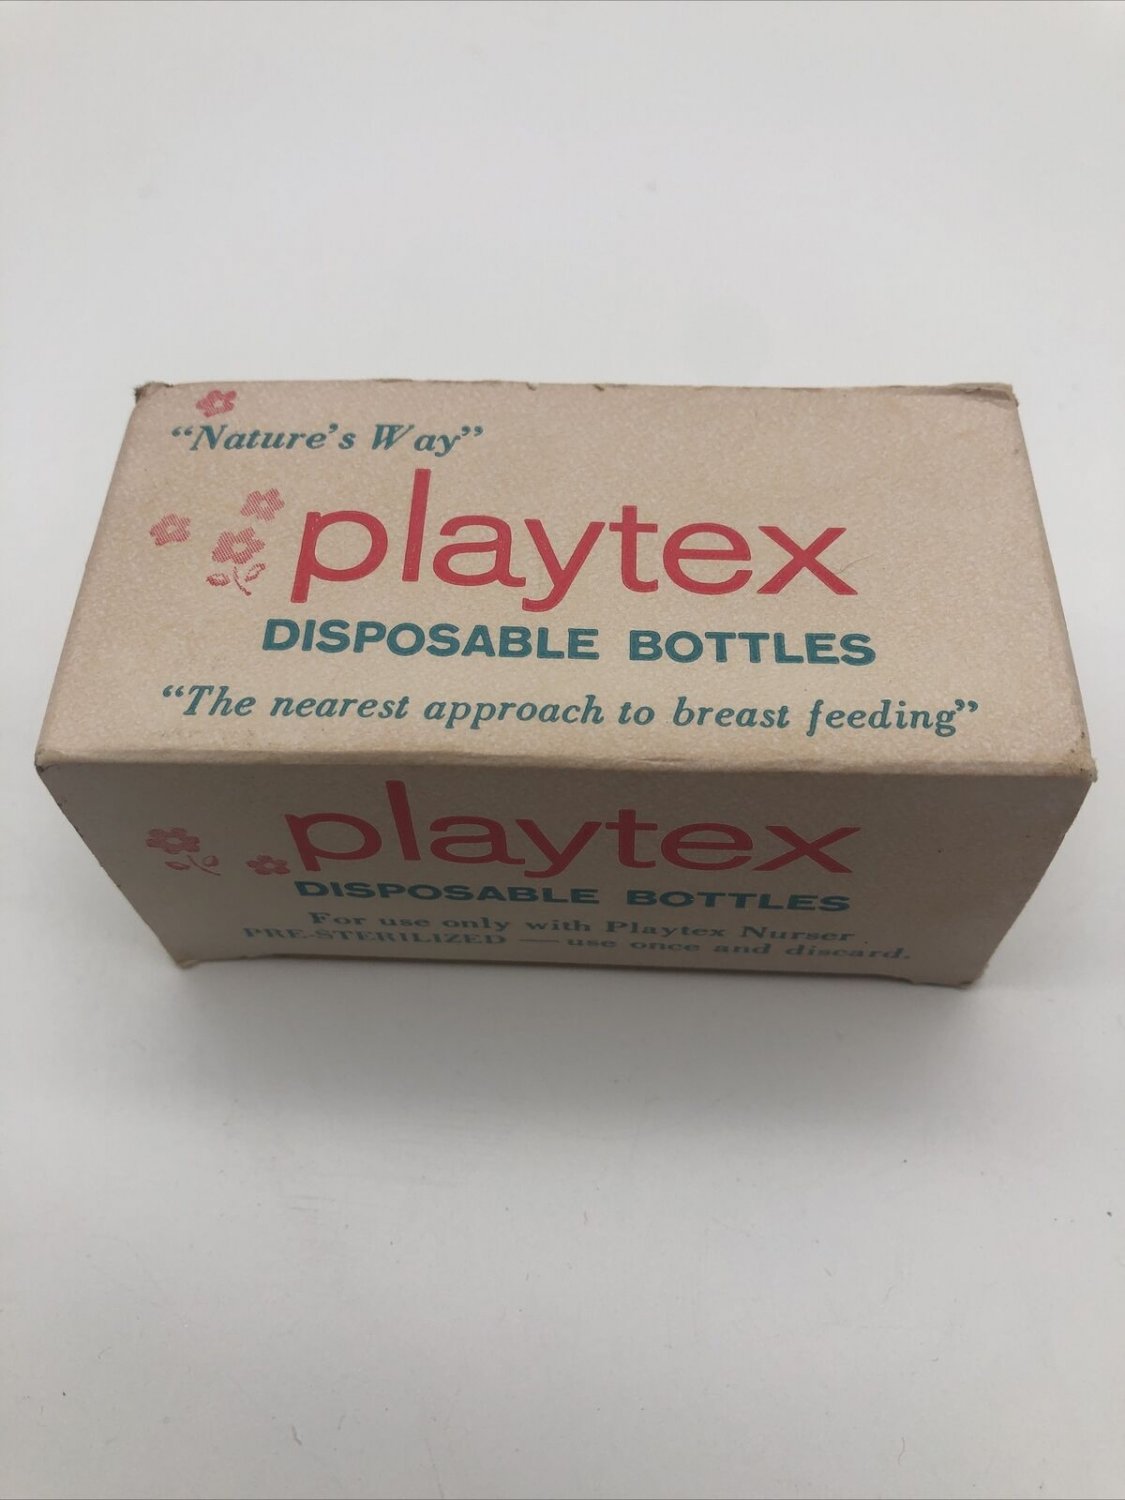 “Nature’s Way”
playtex
DISPOSABLE BOTTLES
“The nearest approach to breast feeding”
playtex
DISPOSABLE BOTTLES
For use only with Playtex Nurser
PRE-STERILIZED — use once and discard.